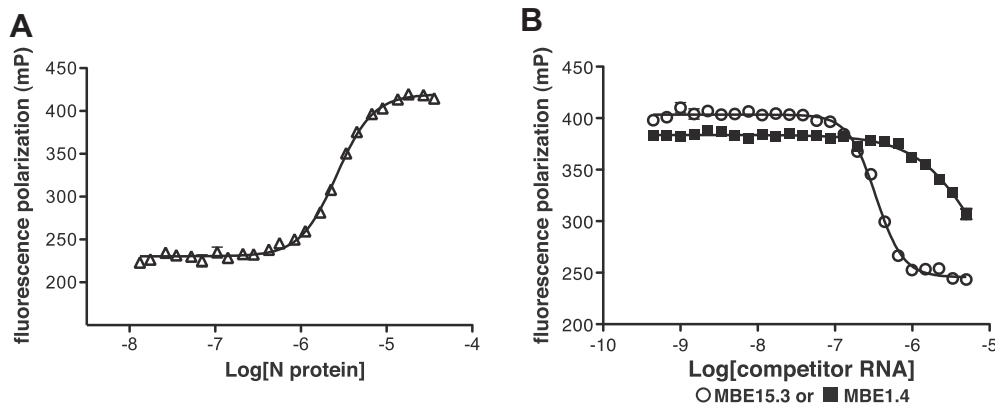 A
fluorescence polarization (mP)
450
400
350
300
250
200
-8 -7 -6 -5 -4
Log[N protein]
B
fluorescence polarization (mP)
450
400
350
300
250
200
-10 -9 -8 -7 -6 -5
Log[competitor RNA]
MBE15.3 or MBE1.4